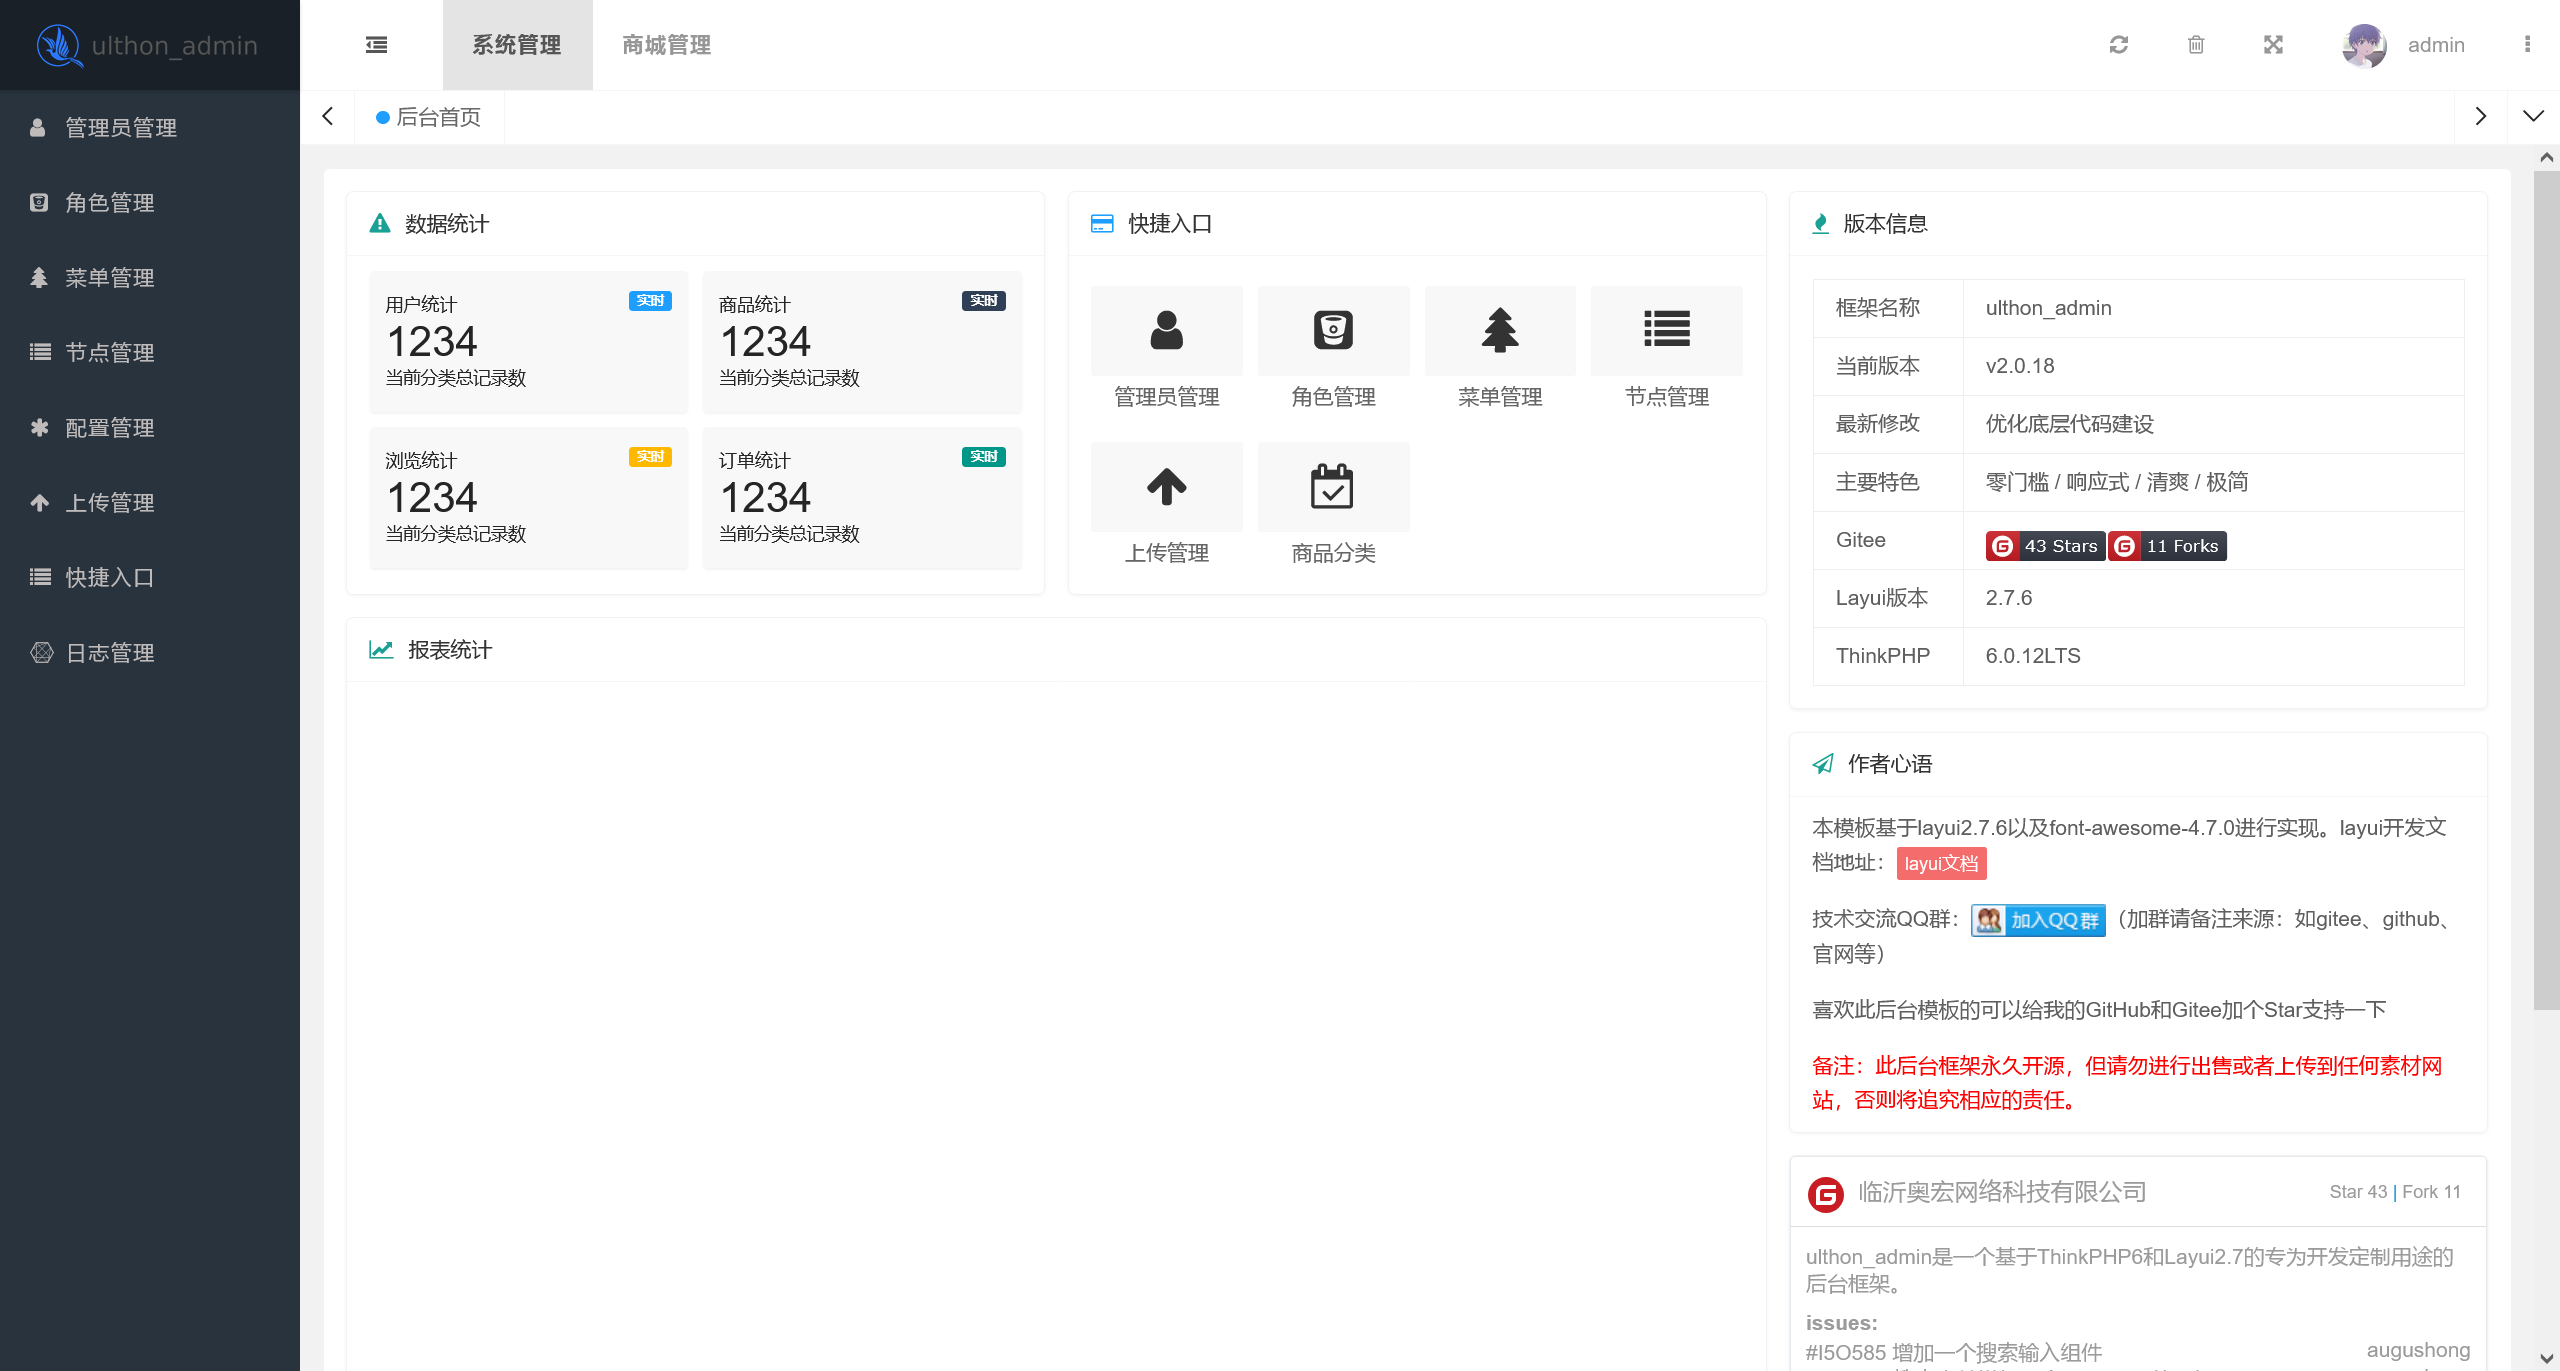 ulthon_admin
系统管理
商城管理
admin
管理员管理
角色管理
菜单管理
节点管理
配置管理
上传管理
快捷入口
日志管理
后台首页
数据统计
用户统计
实时
1234
当前分类总记录数
商品统计
实时
1234
当前分类总记录数
浏览统计
实时
1234
当前分类总记录数
订单统计
实时
1234
当前分类总记录数
快捷入口
管理员管理
角色管理
菜单管理
节点管理
上传管理
商品分类
报表统计
版本信息
框架名称 ulthon_admin
当前版本 v2.0.18
最新修改 优化底层代码建设
主要特色 零门槛 / 响应式 / 清爽 / 极简
Gitee 43 Stars 11 Forks
Layui版本 2.7.6
ThinkPHP 6.0.12LTS
作者心语
本模板基于layui2.7.6以及font-awesome-4.7.0进行实现。layui开发文
档地址： layui文档
技术交流QQ群： 加入QQ群 （加群请备注来源：如gitee、github、
官网等）
喜欢此后台模板的可以给我的GitHub和Gitee加个Star支持一下
备注：此后台框架永久开源，但请勿进行出售或者上传到任何素材网
站，否则将追究相应的责任。
临沂奥宏网络科技有限公司
Star 43 | Fork 11
ulthon_admin是一个基于ThinkPHP6和Layui2.7的专为开发定制用途的
后台框架。
issues:
#I5O585 增加一个搜索输入组件 augushong